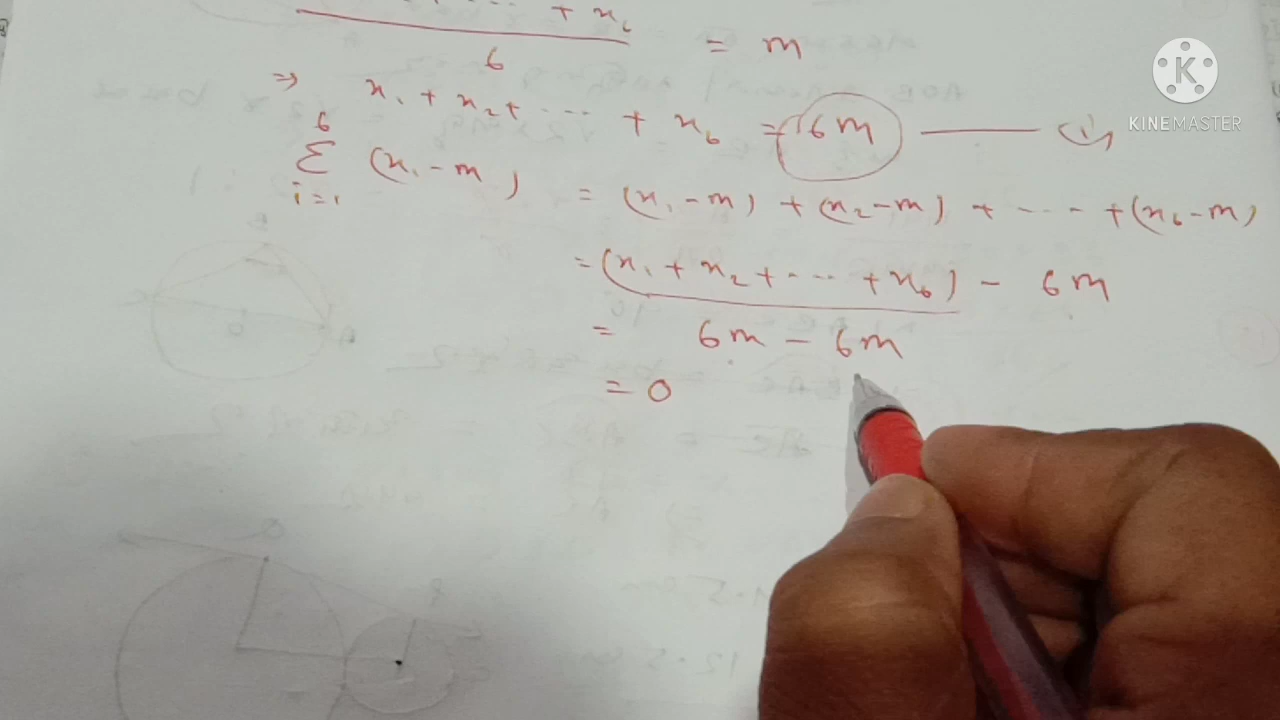 + x₆
6 = m
⇒ x₁ + x₂ + ... + x₆ = 6m ——— (1)
6
Σ (x₁ - m) = (x₁ - m) + (x₂ - m) + ... + (x₆ - m)
i = 1
= (x₁ + x₂ + ... + x₆) - 6m
= 6m - 6m
= 0
K
KINEMASTER